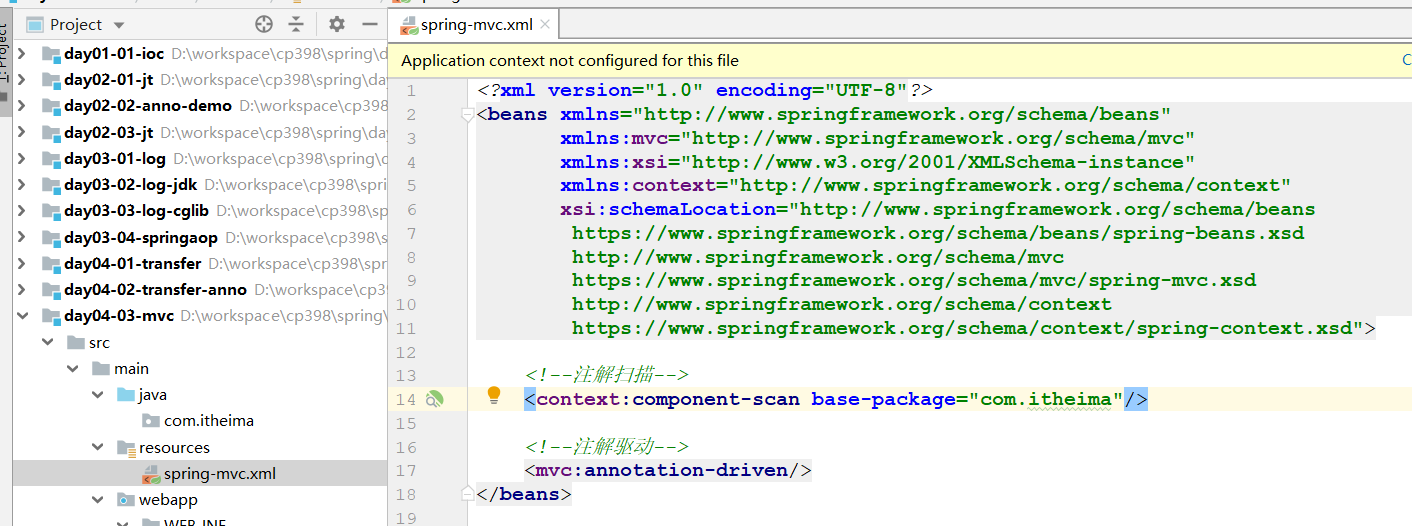 Project
spring-mvc.xml
1: Project
day01-01-ioc D:\workspace\cp398\spring\d
day02-01-jt D:\workspace\cp398\spring\day
day02-02-anno-demo D:\workspace\cp398
day02-03-jt D:\workspace\cp398\spring\day
day03-01-log D:\workspace\cp398\spring\d
day03-02-log-jdk D:\workspace\cp398\spri
day03-03-log-cglib D:\workspace\cp398\sp
day03-04-springaop D:\workspace\cp398\s
day04-01-transfer D:\workspace\cp398\spr
day04-02-transfer-anno D:\workspace\cp3
day04-03-mvc D:\workspace\cp398\spring\
src
main
java
com.itheima
resources
spring-mvc.xml
webapp
WEB-INF
Application context not configured for this file
1 <?xml version="1.0" encoding="UTF-8"?>
2 <beans xmlns="http://www.springframework.org/schema/beans"
3 xmlns:mvc="http://www.springframework.org/schema/mvc"
4 xmlns:xsi="http://www.w3.org/2001/XMLSchema-instance"
5 xmlns:context="http://www.springframework.org/schema/context"
6 xsi:schemaLocation="http://www.springframework.org/schema/beans
7 https://www.springframework.org/schema/beans/spring-beans.xsd
8 http://www.springframework.org/schema/mvc
9 https://www.springframework.org/schema/mvc/spring-mvc.xsd
10 http://www.springframework.org/schema/context
11 https://www.springframework.org/schema/context/spring-context.xsd">
12
13 <!--注解扫描-->
14 <context:component-scan base-package="com.itheima"/>
15
16 <!--注解驱动-->
17 <mvc:annotation-driven/>
18 </beans>
19